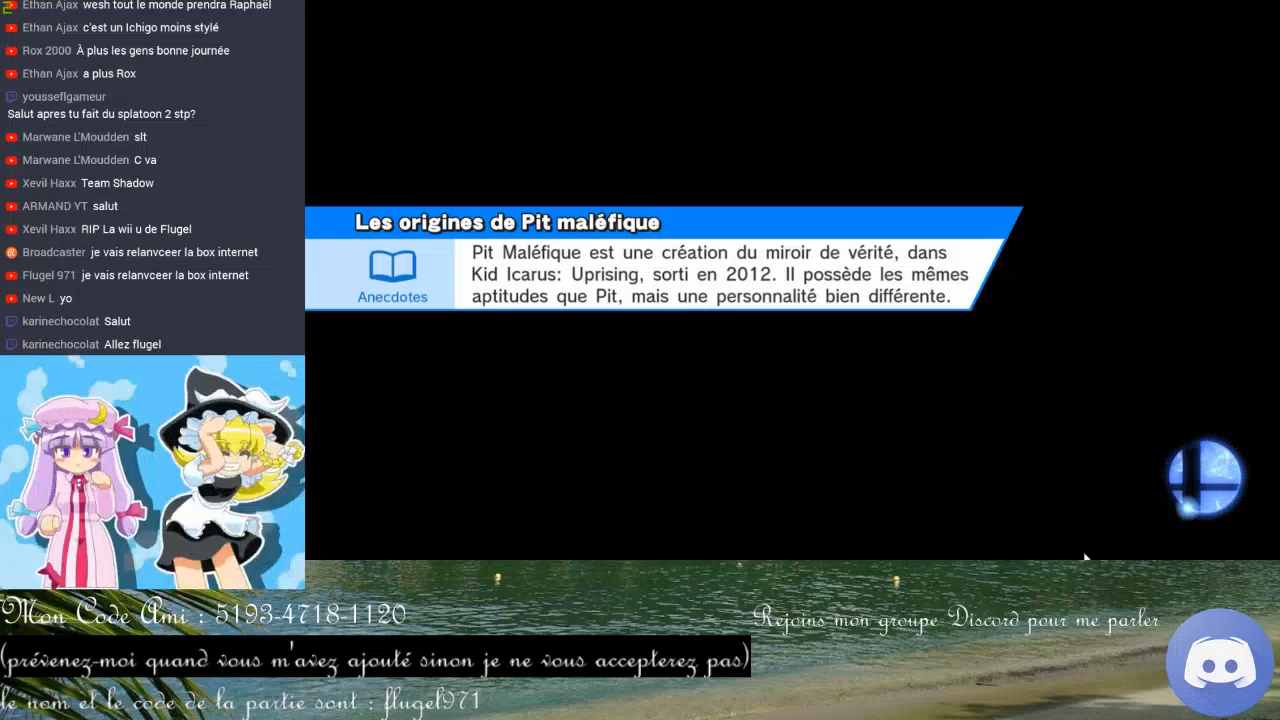 Ethan Ajax wesh tout le monde prendra Raphaël
Ethan Ajax c'est un Ichigo moins stylé
Rox 2000 À plus les gens bonne journée
Ethan Ajax a plus Rox
yousseflgameur
Salut apres tu fait du splatoon 2 stp?
Marwane L'Moudden slt
Marwane L'Moudden C va
Xevil Haxx Team Shadow
ARMAND YT salut
Xevil Haxx RIP La wii u de Flugel
Broadcaster je vais relanvceer la box internet
Flugel 971 je vais relanvceer la box internet
New L yo
karinechocolat Salut
karinechocolat Allez flugel
Les origines de Pit maléfique
Anecdotes
Pit Maléfique est une création du miroir de vérité, dans
Kid Icarus: Uprising, sorti en 2012. Il possède les mêmes
aptitudes que Pit, mais une personnalité bien différente.
Mon Code Ami : 5193-4718-1120
(prévenez-moi quand vous m'avez ajouté sinon je ne vous accepterez pas)
le nom et le code de la partie sont : flugel971
Rejoins mon groupe Discord pour me parler